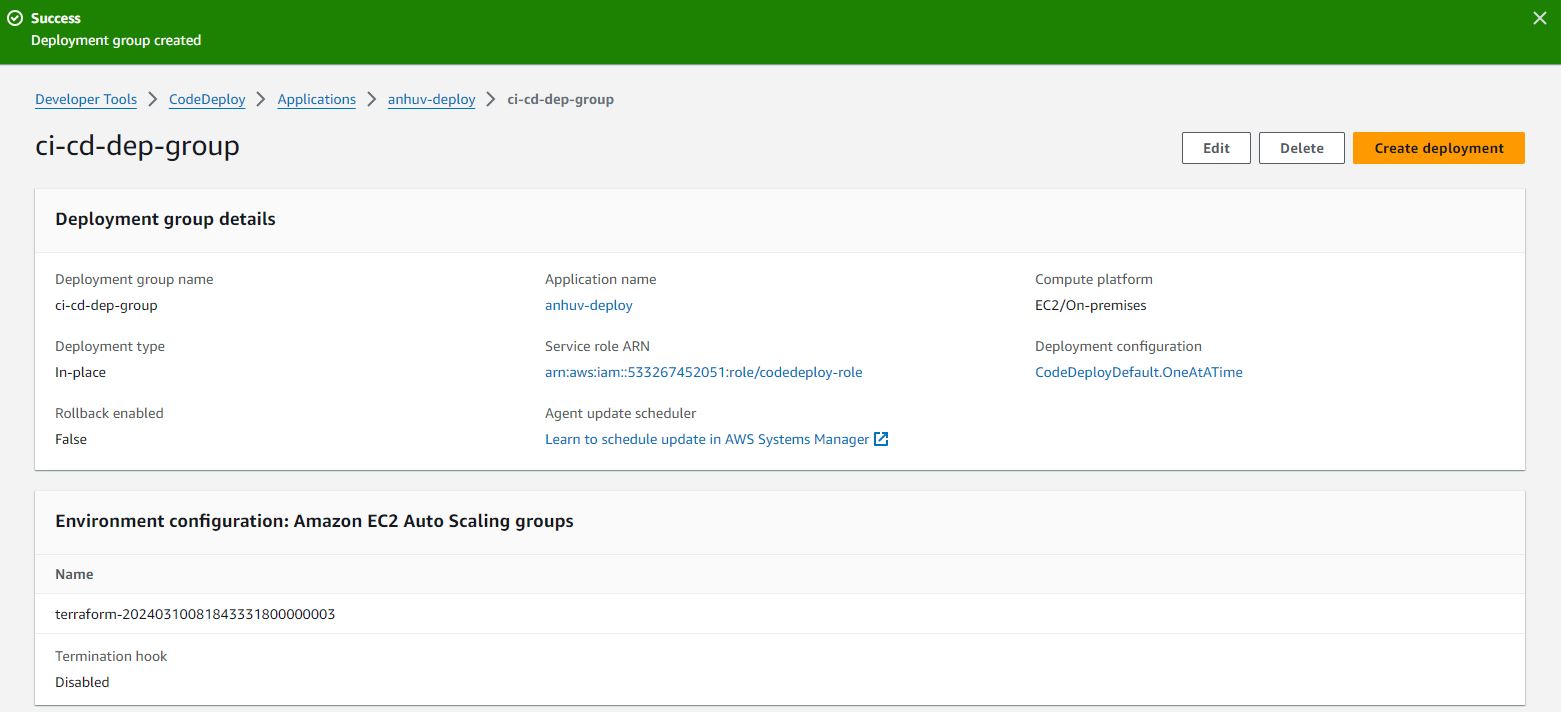 Success
Deployment group created
Developer Tools > CodeDeploy > Applications > anhuv-deploy > ci-cd-dep-group
ci-cd-dep-group
Edit Delete Create deployment
Deployment group details
Deployment group name Application name Compute platform
ci-cd-dep-group anhuv-deploy EC2/On-premises
Deployment type Service role ARN Deployment configuration
In-place arn:aws:iam::533267452051:role/codedeploy-role CodeDeployDefault.OneAtATime
Rollback enabled Agent update scheduler
False Learn to schedule update in AWS Systems Manager
Environment configuration: Amazon EC2 Auto Scaling groups
Name
terraform-20240310081843331800000003
Termination hook
Disabled